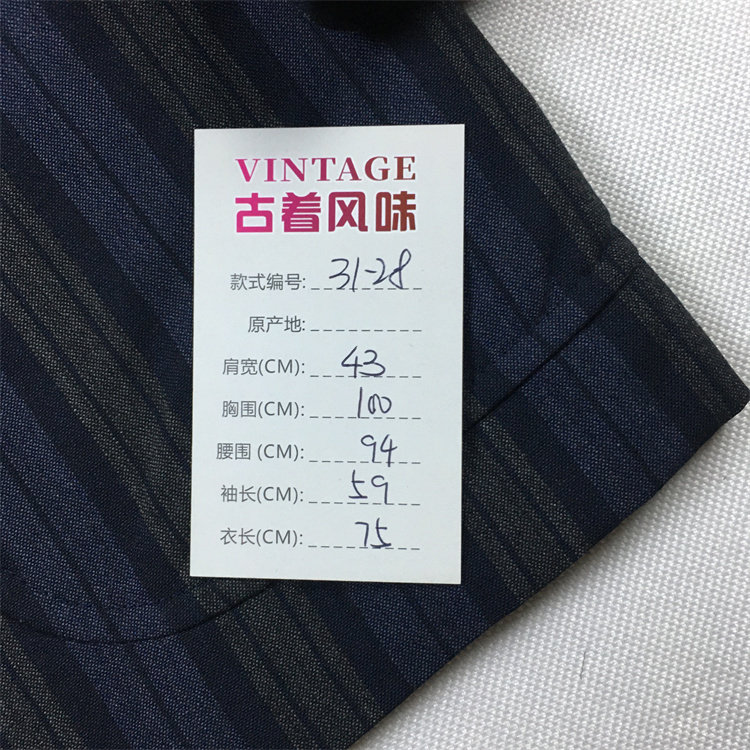 VINTAGE
古着风味
款式编号: 31-28
原产地:
肩宽(CM): 43
胸围(CM): 100
腰围 (CM): 94
袖长(CM): 59
衣长(CM): 75